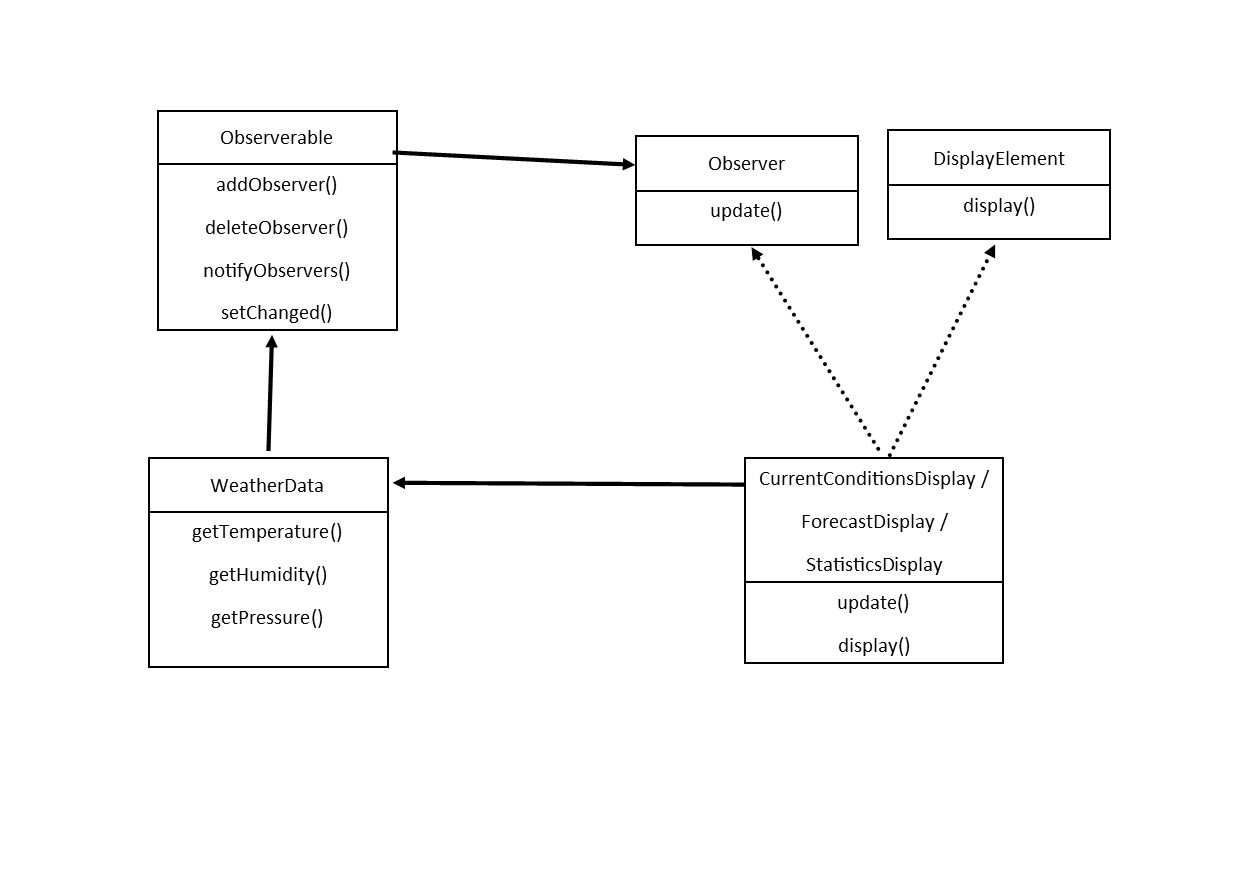 Observerable
addObserver()
deleteObserver()
notifyObservers()
setChanged()
Observer
update()
DisplayElement
display()
WeatherData
getTemperature()
getHumidity()
getPressure()
CurrentConditionsDisplay /
ForecastDisplay /
StatisticsDisplay
update()
display()